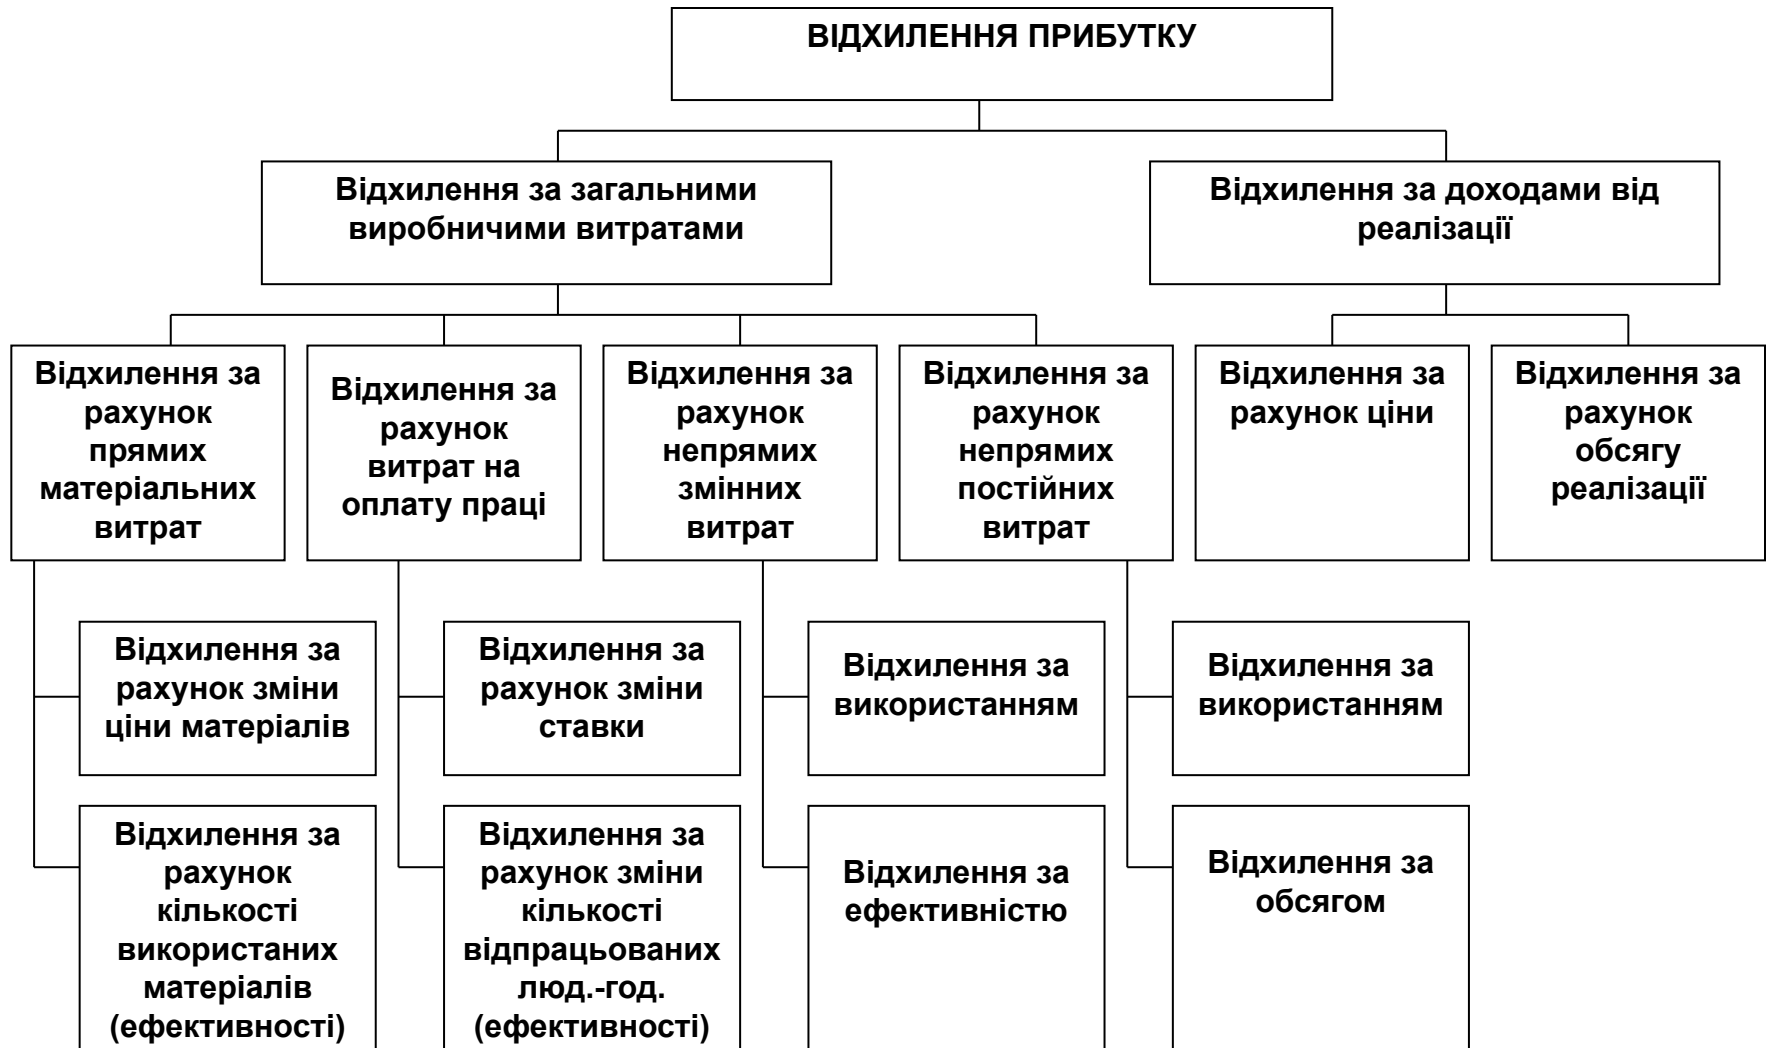 ВІДХИЛЕННЯ ПРИБУТКУ
Відхилення за загальними
виробничими витратами
Відхилення за доходами від
реалізації
Відхилення за
рахунок
прямих
матеріальних
витрат
Відхилення за
рахунок
витрат на
оплату праці
Відхилення за
рахунок
непрямих
змінних
витрат
Відхилення за
рахунок
непрямих
постійних
витрат
Відхилення за
рахунок ціни
Відхилення за
рахунок
обсягу
реалізації
Відхилення за
рахунок зміни
ціни матеріалів
Відхилення за
рахунок зміни
ставки
Відхилення за
використанням
Відхилення за
використанням
Відхилення за
рахунок
кількості
використаних
матеріалів
(ефективності)
Відхилення за
рахунок зміни
кількості
відпрацьованих
люд.-год.
(ефективності)
Відхилення за
ефективністю
Відхилення за
обсягом